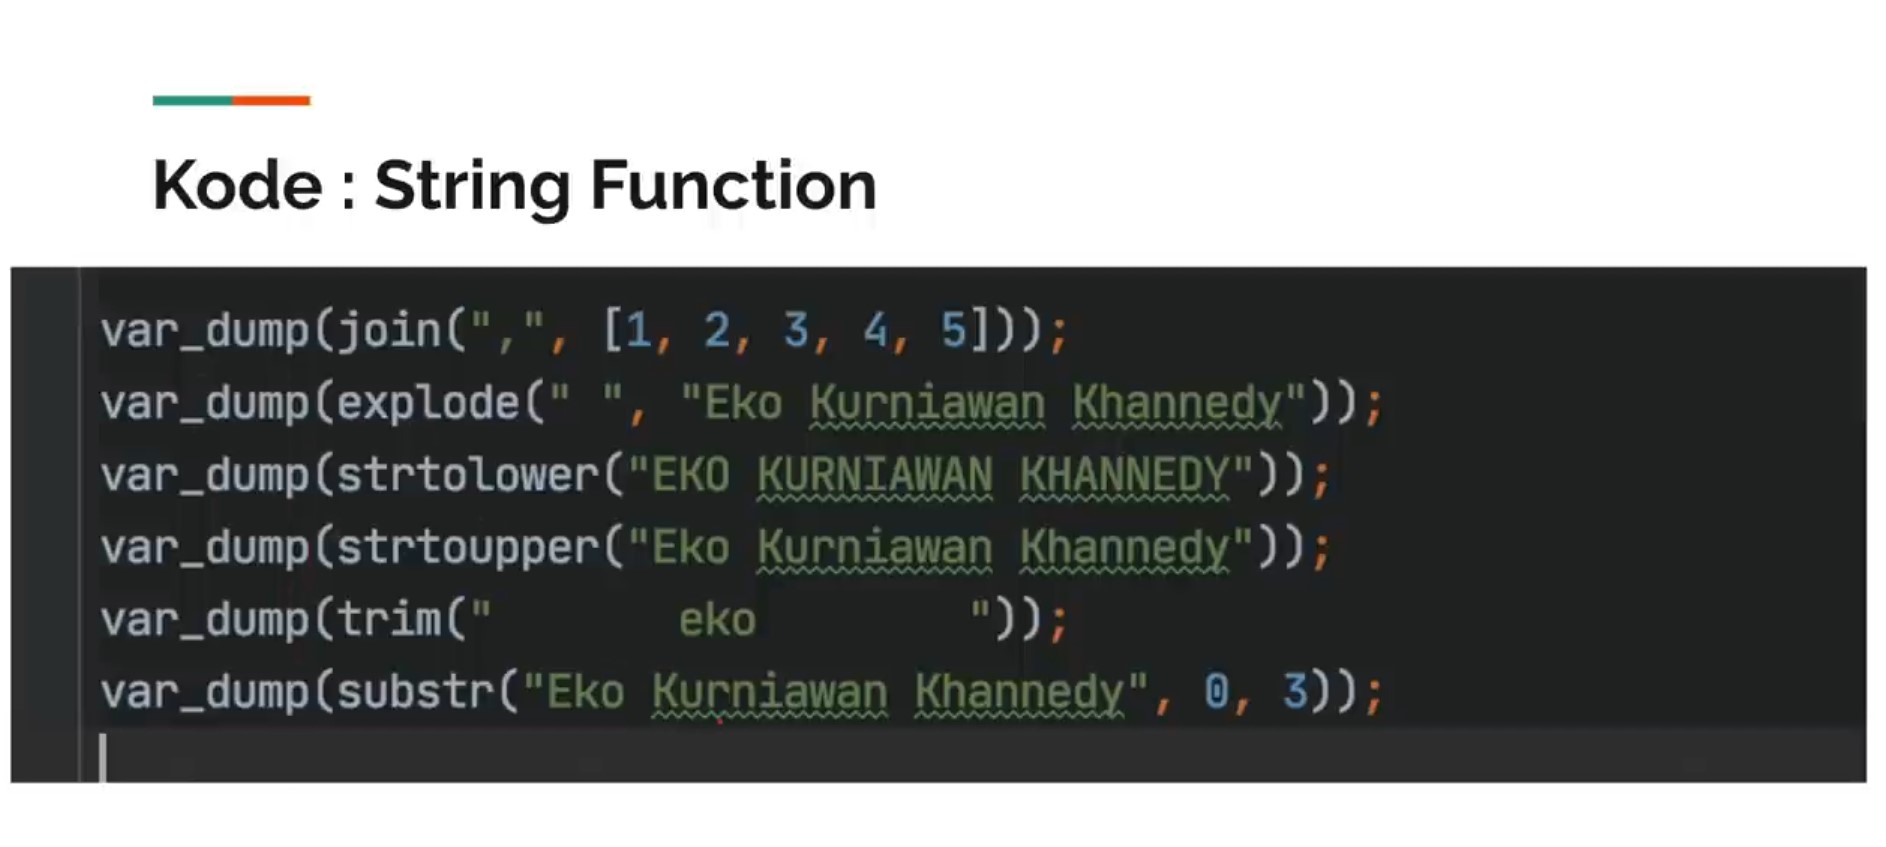 Kode : String Function
var_dump(join(",", [1, 2, 3, 4, 5]));
var_dump(explode(" ", "Eko Kurniawan Khannedy"));
var_dump(strtolower("EKO KURNIAWAN KHANNEDY"));
var_dump(strtoupper("Eko Kurniawan Khannedy"));
var_dump(trim("       eko        "));
var_dump(substr("Eko Kurniawan Khannedy", 0, 3));